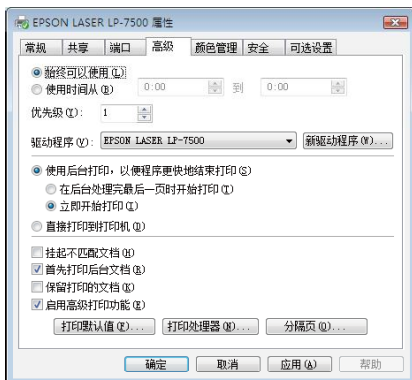 EPSON LASER LP-7500 属性
常规 共享 端口 高级 颜色管理 安全 可选设置
始终可以使用(L)
使用时间从(B) 0:00 到 0:00
优先级(I): 1
驱动程序(V): EPSON LASER LP-7500 新驱动程序(W)...
使用后台打印，以便程序更快地结束打印(S)
在后台处理完最后一页时开始打印(T)
立即开始打印(I)
直接打印到打印机(D)
挂起不匹配文档(H)
首先打印后台文档(R)
保留打印的文档(K)
启用高级打印功能(E)
打印默认值(F)... 打印处理器(N)... 分隔页(O)...
确定 取消 应用(A) 帮助